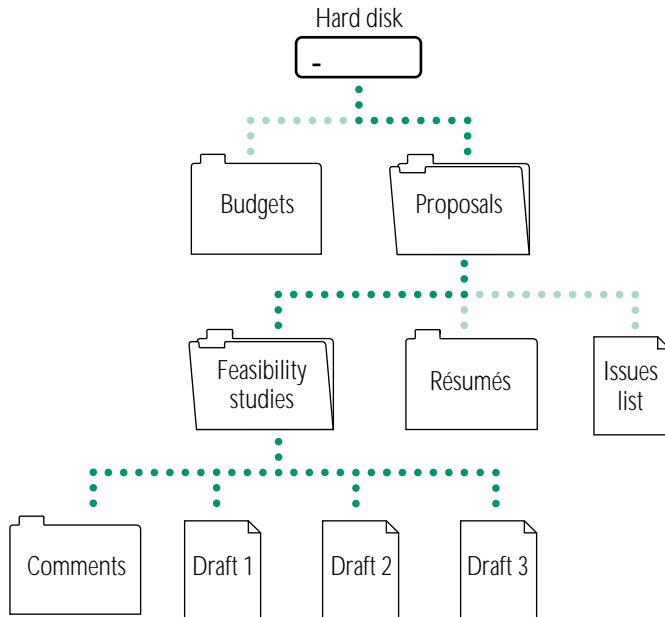 Hard disk
Budgets
Proposals
Feasibility
studies
Résumés
Issues
list
Comments
Draft 1
Draft 2
Draft 3